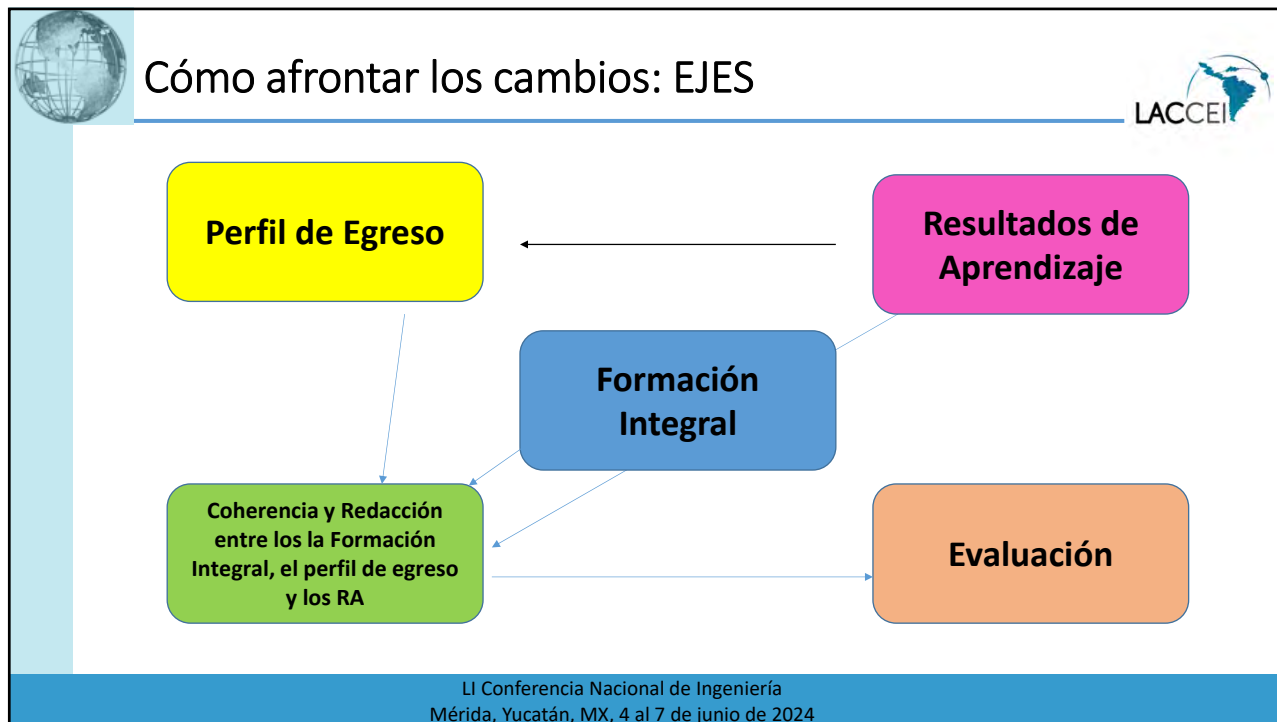 Cómo afrontar los cambios: EJES
LACCEI
Perfil de Egreso
Resultados de
Aprendizaje
Formación
Integral
Coherencia y Redacción
entre los la Formación
Integral, el perfil de egreso
y los RA
Evaluación
LI Conferencia Nacional de Ingeniería
Mérida, Yucatán, MX, 4 al 7 de junio de 2024